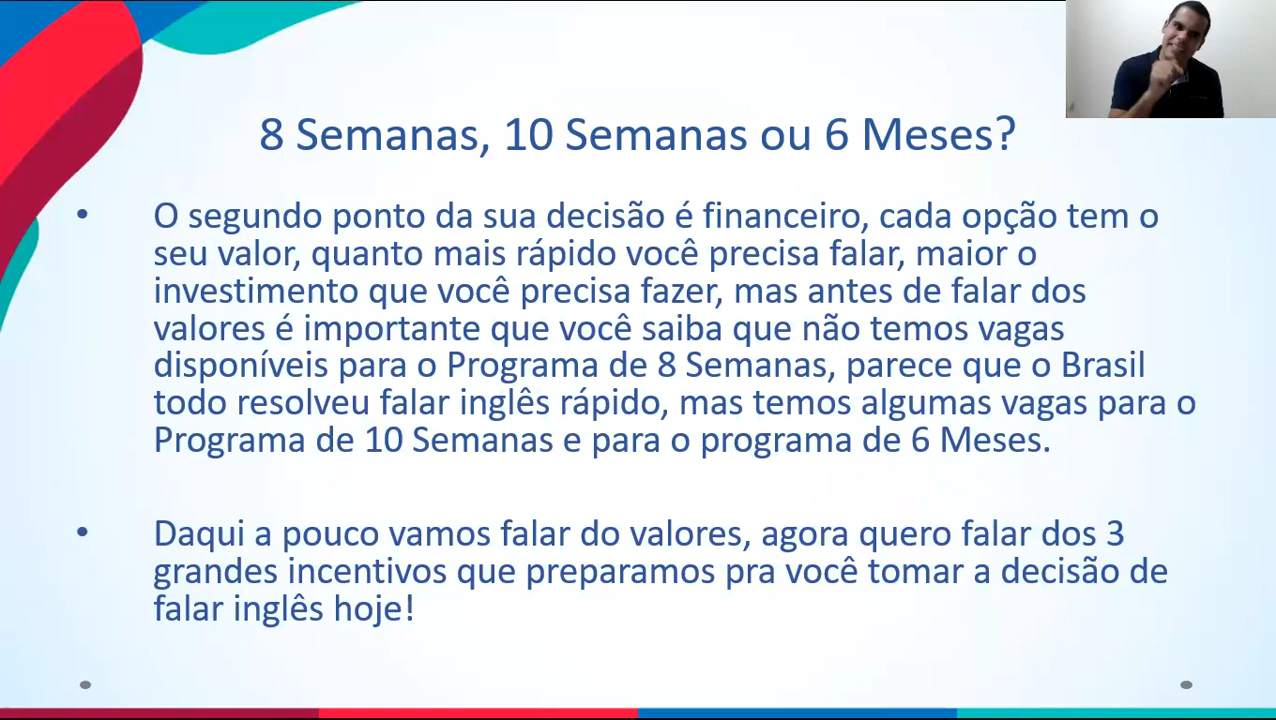 8 Semanas, 10 Semanas ou 6 Meses?
• O segundo ponto da sua decisão é financeiro, cada opção tem o
seu valor, quanto mais rápido você precisa falar, maior o
investimento que você precisa fazer, mas antes de falar dos
valores é importante que você saiba que não temos vagas
disponíveis para o Programa de 8 Semanas, parece que o Brasil
todo resolveu falar inglês rápido, mas temos algumas vagas para o
Programa de 10 Semanas e para o programa de 6 Meses.
• Daqui a pouco vamos falar do valores, agora quero falar dos 3
grandes incentivos que preparamos pra você tomar a decisão de
falar inglês hoje!